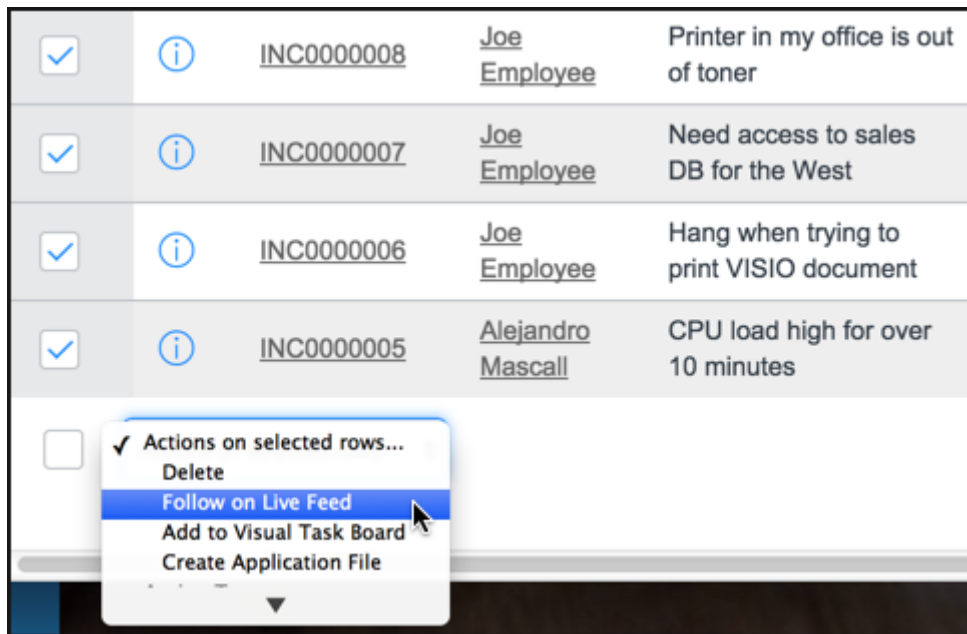 INC0000008 Joe Employee Printer in my office is out of toner
INC0000007 Joe Employee Need access to sales DB for the West
INC0000006 Joe Employee Hang when trying to print VISIO document
INC0000005 Alejandro Mascall CPU load high for over 10 minutes
✓ Actions on selected rows...
Delete
Follow on Live Feed
Add to Visual Task Board
Create Application File